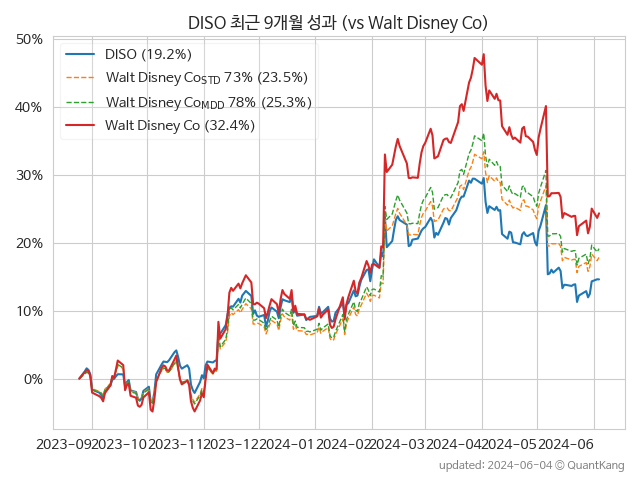 DISO 최근 9개월 성과 (vs Walt Disney Co)
50%
40%
30%
20%
10%
0%
DISO (19.2%)
Walt Disney CoSTD 73% (23.5%)
Walt Disney CoMDD 78% (25.3%)
Walt Disney Co (32.4%)
2023-09 2023-10 2023-11 2023-12 2024-01 2024-02 2024-03 2024-04 2024-05 2024-06
updated: 2024-06-04 © QuantKang